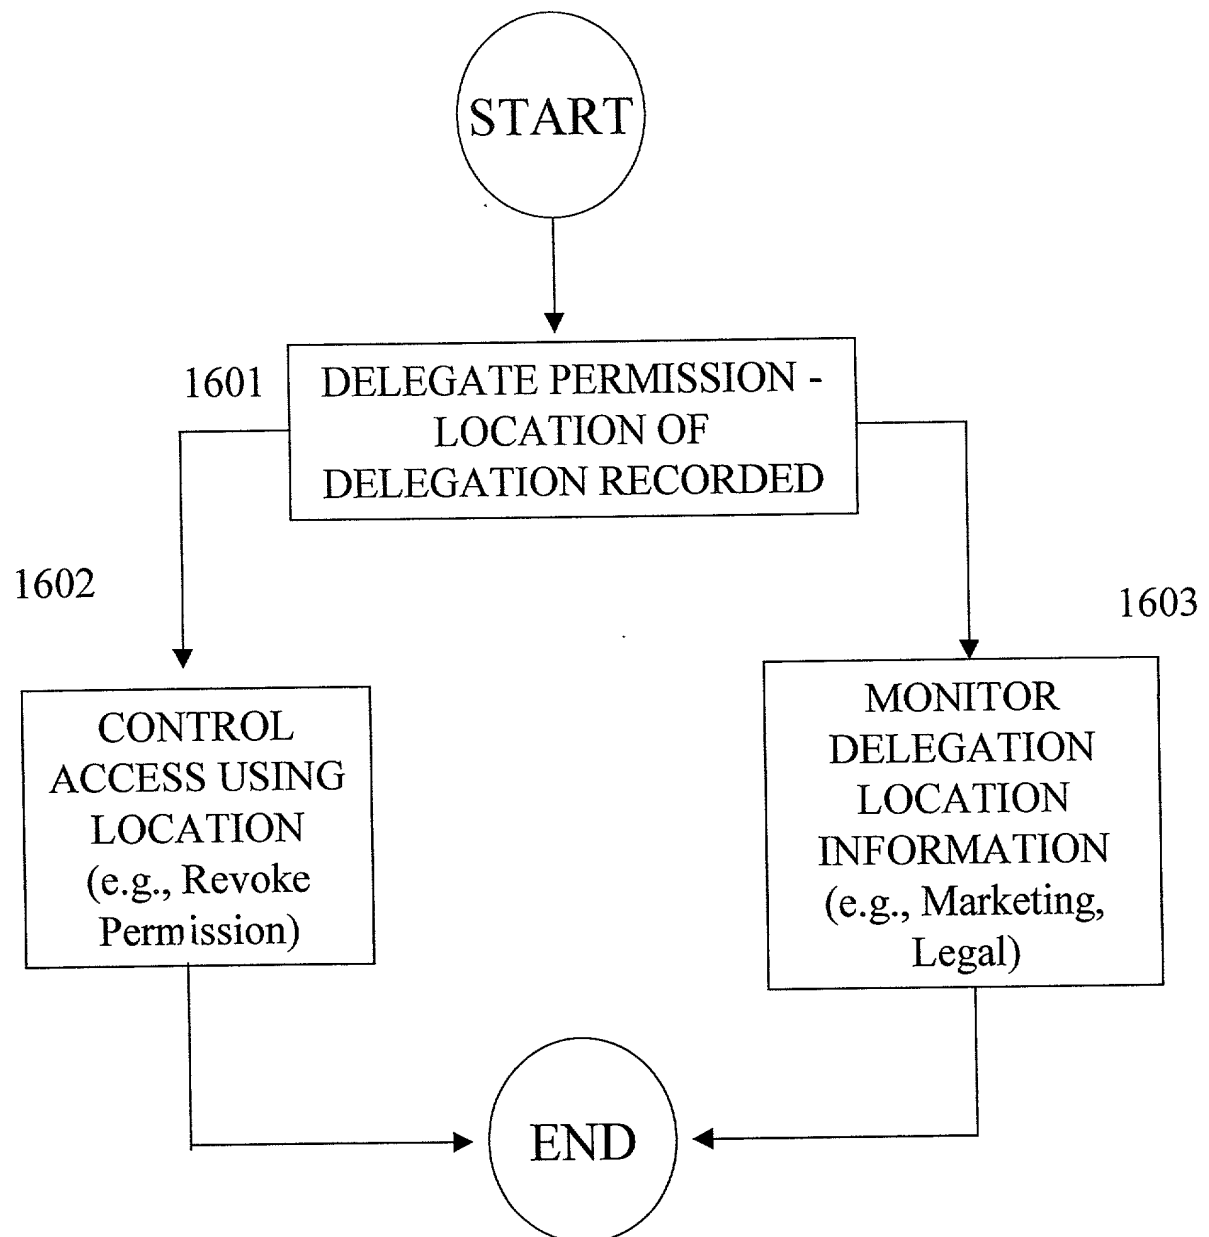 START
1601
DELEGATE PERMISSION -
LOCATION OF
DELEGATION RECORDED
1602
CONTROL
ACCESS USING
LOCATION
(e.g., Revoke
Permission)
1603
MONITOR
DELEGATION
LOCATION
INFORMATION
(e.g., Marketing,
Legal)
END